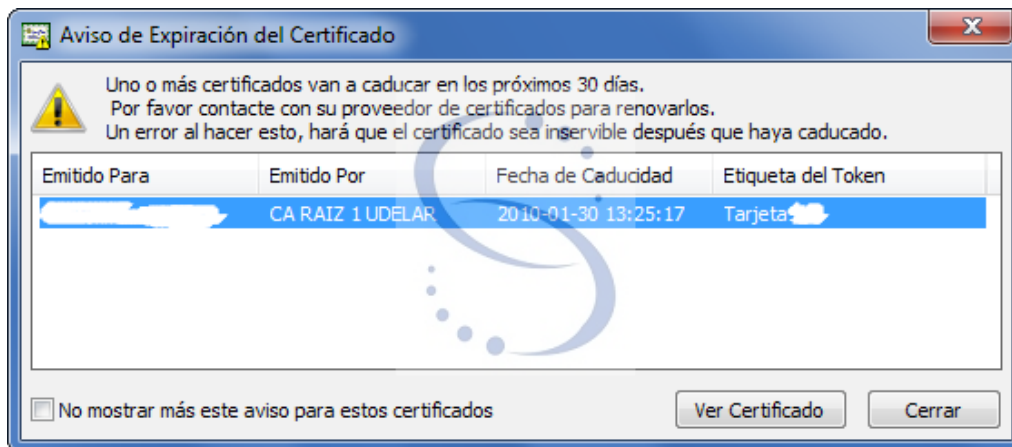 Aviso de Expiración del Certificado
Uno o más certificados van a caducar en los próximos 30 días.
Por favor contacte con su proveedor de certificados para renovarlos.
Un error al hacer esto, hará que el certificado sea inservible después que haya caducado.
Emitido Para Emitido Por Fecha de Caducidad Etiqueta del Token
CA RAIZ 1 UDELAR 2010-01-30 13:25:17 Tarjeta
No mostrar más este aviso para estos certificados Ver Certificado Cerrar